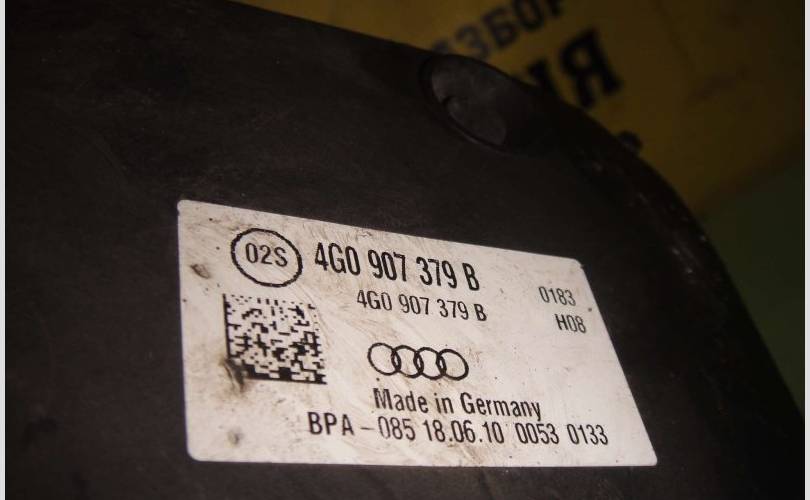 АЗБОР
02S
4G0 907 379 B
4G0 907 379 B
0183
H08
Made in Germany
BPA - 085 18.06.10 0053 0133